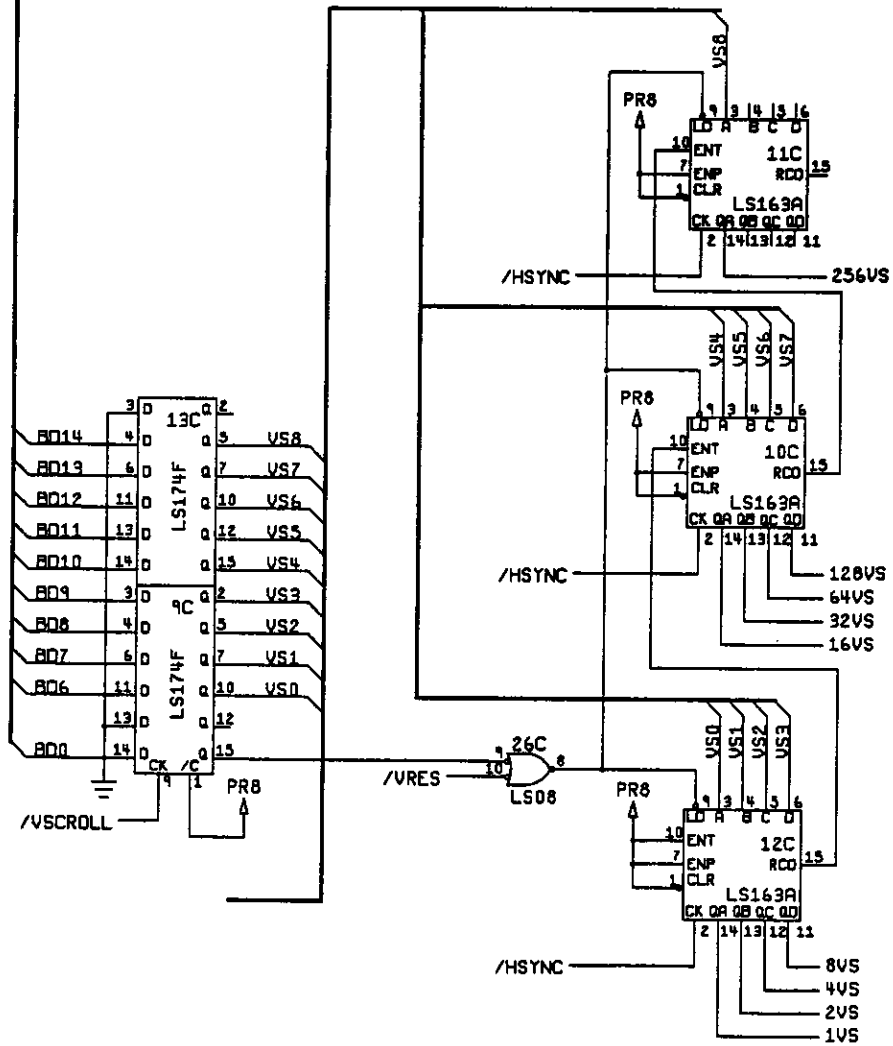 VS8
PR8
9 3 4 5 6
LD A B C D
10 ENT
11C
7 ENP
RCO 15
1 CLR
LS163A
CK QA QB QC QD
2 14 13 12 11
/HSYNC
256VS
VS4 VS5 VS6 VS7
PR8
9 3 4 5 6
LD A B C D
10 ENT
10C
7 ENP
RCO 15
1 CLR
LS163A
CK QA QB QC QD
2 14 13 12 11
/HSYNC
128VS
64VS
32VS
16VS
3 D 13C Q 2
BD14 4 D Q 5 VS8
BD13 6 D Q 7 VS7
BD12 11 D Q 10 VS6
BD11 13 D Q 12 VS5
BD10 14 D Q 15 VS4
LS174F
BD9 3 D 9C Q 2 VS3
BD8 4 D Q 5 VS2
BD7 6 D Q 7 VS1
BD6 11 D Q 10 VS0
13 D Q 12
BD0 14 D Q 15
LS174F
CK /C
9 1
PR8
/VSCROLL
26C
9
10
8
/VRES
LS08
VS0 VS1 VS2 VS3
PR8
9 3 4 5 6
LD A B C D
10 ENT
12C
7 ENP
RCO 15
1 CLR
LS163A
CK QA QB QC QD
2 14 13 12 11
/HSYNC
8VS
4VS
2VS
1VS